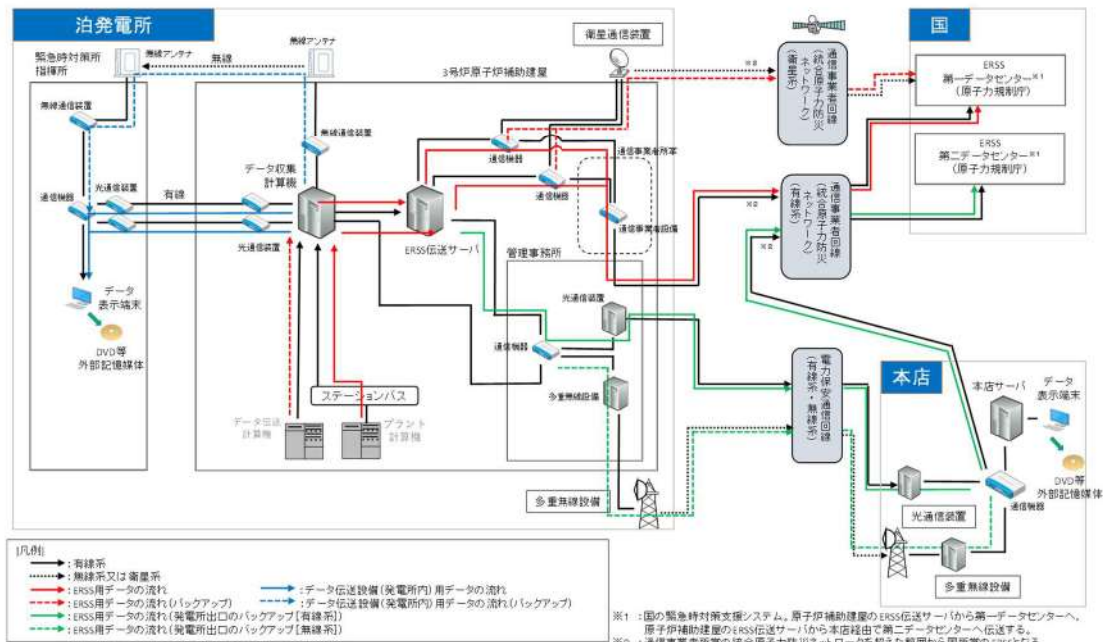 泊発電所
国
緊急時対策所
指揮所
無線アンテナ
無線
無線アンテナ
衛星通信装置
3号炉原子炉補助建屋
※2
通信事業者回線
(統合原子力防災
ネットワーク)
(衛星系)
ERSS
第一データセンター※1
(原子力規制庁)
ERSS
第二データセンター※1
(原子力規制庁)
無線通信装置
無線通信装置
通信機器
通信事業者所掌
通信機器
通信事業者設備
データ収集
計算機
光通信装置
有線
通信機器
光通信装置
ERSS伝送サーバ
※2
※2
通信事業者回線
(統合原子力防災
ネットワーク)
(有線系)
管理事務所
光通信装置
通信機器
多重無線設備
データ
表示端末
DVD等
外部記憶媒体
ステーションバス
データ伝送
計算機
プラント
計算機
電力保安通信回線
(有線系・無線系)
本店
本店サーバ
データ
表示端末
DVD等
外部記憶媒体
通信機器
光通信装置
多重無線設備
多重無線設備
[凡例]
:有線系
:無線系又は衛星系
:ERSS用データの流れ
:ERSS用データの流れ(バックアップ)
:ERSS用データの流れ(発電所出口のバックアップ[有線系])
:ERSS用データの流れ(発電所出口のバックアップ[無線系])
:データ伝送設備(発電所内)用データの流れ
:データ伝送設備(発電所内)用データの流れ(バックアップ)
※1 :国の緊急時対策支援システム。原子炉補助建屋のERSS伝送サーバから第一データセンターへ、
原子炉補助建屋のERSS伝送サーバから本店経由で第二データセンターへ伝送する。